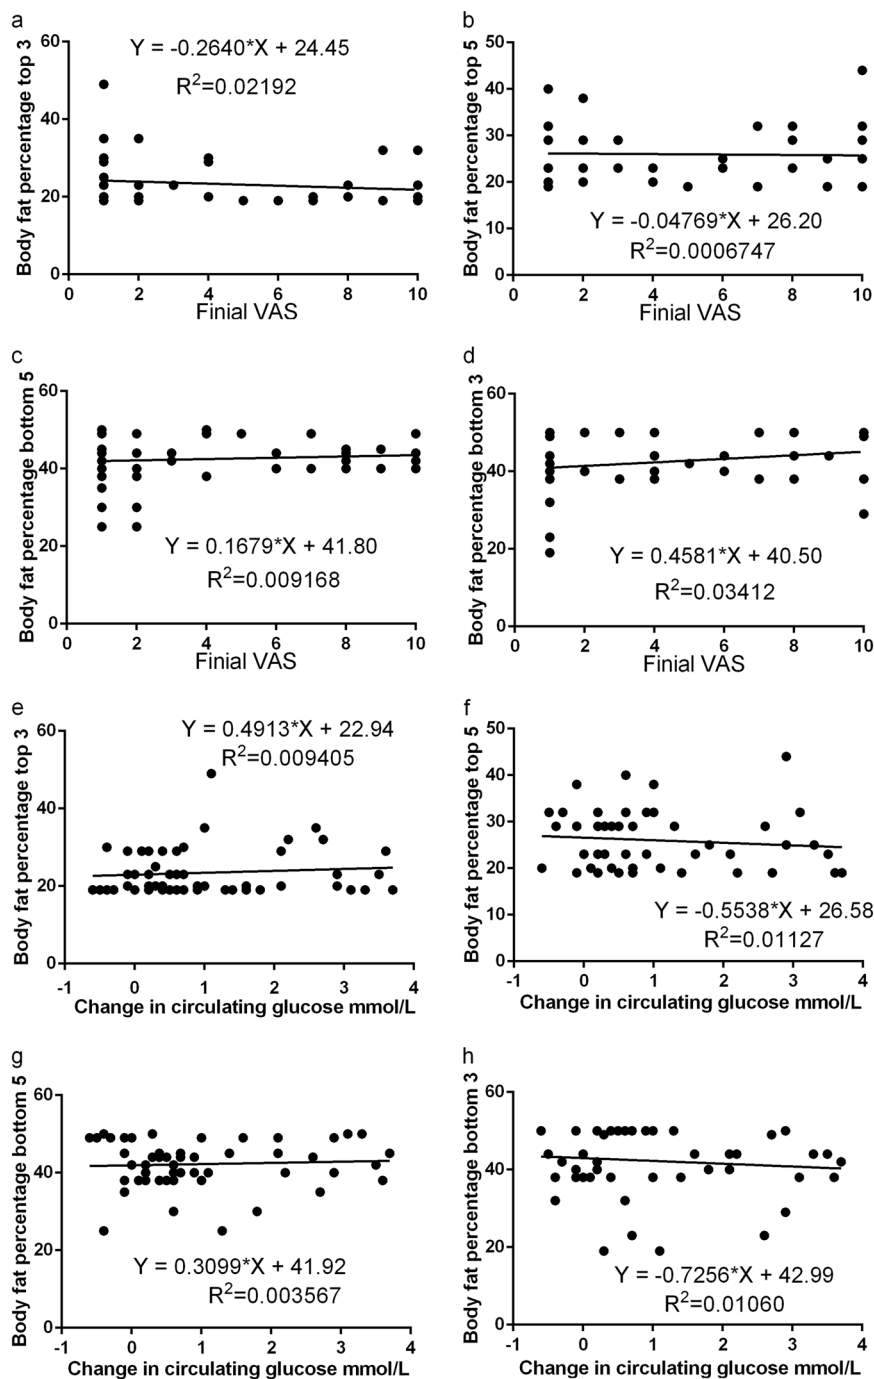 a
Y = -0.2640*X + 24.45
R²=0.02192
Body fat percentage top 3
60
40
20
0
0 2 4 6 8 10
Finial VAS
b
Body fat percentage top 5
50
40
30
20
10
0
Y = -0.04769*X + 26.20
R²=0.0006747
0 2 4 6 8 10
Finial VAS
c
Body fat percentage bottom 5
60
40
20
0
Y = 0.1679*X + 41.80
R²=0.009168
0 2 4 6 8 10
Finial VAS
d
Body fat percentage bottom 3
60
40
20
0
Y = 0.4581*X + 40.50
R²=0.03412
0 2 4 6 8 10
Finial VAS
e
Y = 0.4913*X + 22.94
R²=0.009405
Body fat percentage top 3
60
40
20
0
-1 0 1 2 3 4
Change in circulating glucose mmol/L
f
Body fat percentage top 5
50
40
30
20
10
0
Y = -0.5538*X + 26.58
R²=0.01127
-1 0 1 2 3 4
Change in circulating glucose mmol/L
g
Body fat percentage bottom 5
60
40
20
0
Y = 0.3099*X + 41.92
R²=0.003567
-1 0 1 2 3 4
Change in circulating glucose mmol/L
h
Body fat percentage bottom 3
60
40
20
0
Y = -0.7256*X + 42.99
R²=0.01060
-1 0 1 2 3 4
Change in circulating glucose mmol/L